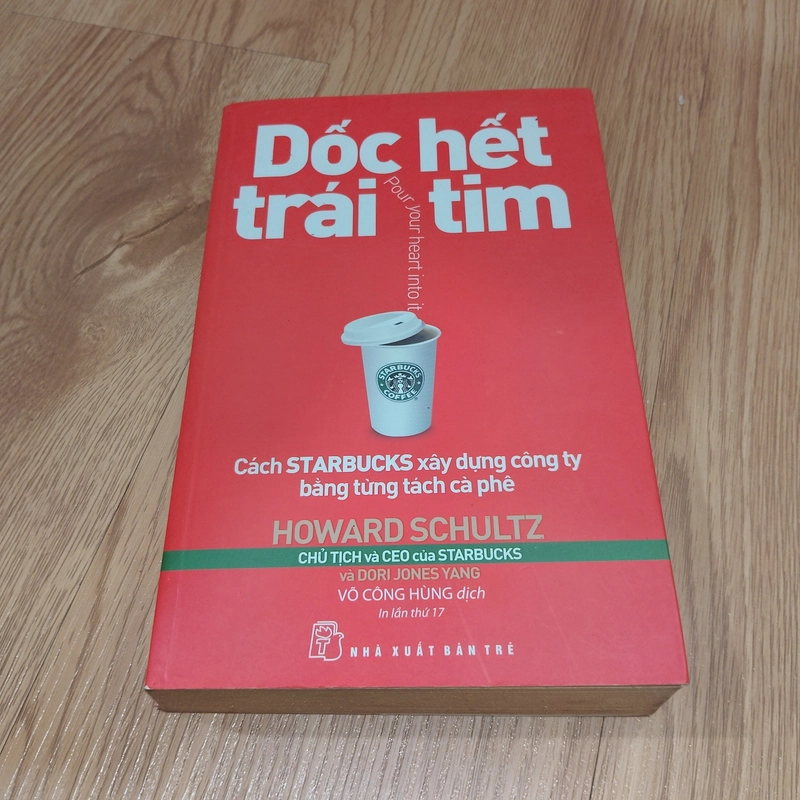 Dốc hết
trái tim
Pour your heart into it
STARBUCKS
COFFEE
Cách STARBUCKS xây dựng công ty
bằng từng tách cà phê
HOWARD SCHULTZ
CHỦ TỊCH và CEO của STARBUCKS
và DORI JONES YANG
VÕ CÔNG HÙNG dịch
In lần thứ 17
T
NHÀ XUẤT BẢN TRẺ